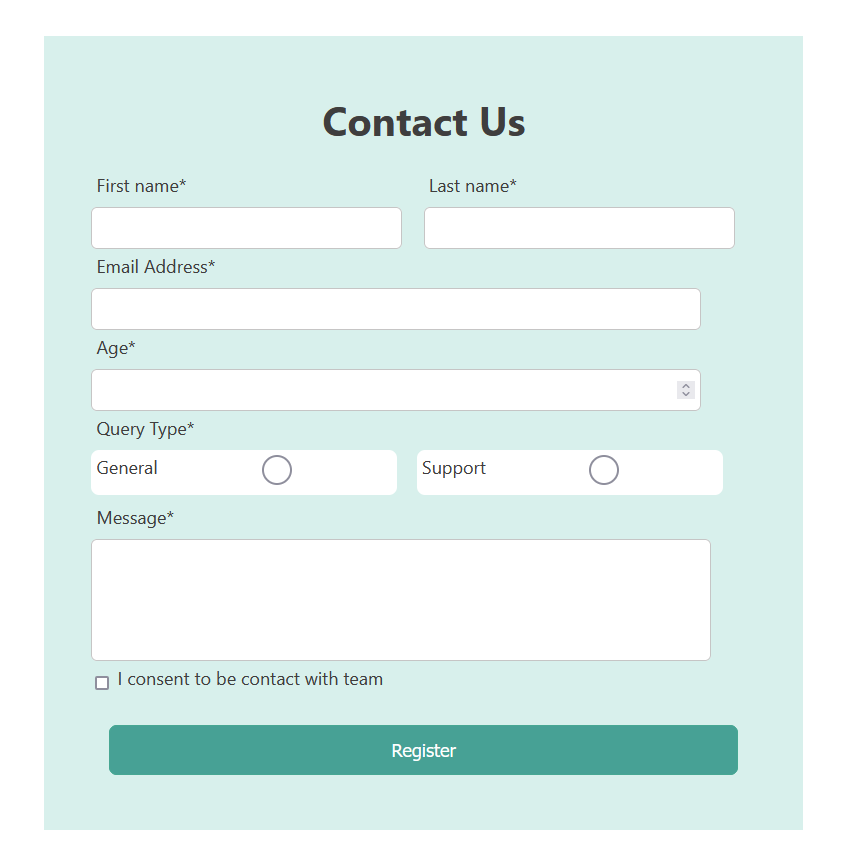 Contact Us
First name* Last name*
Email Address*
Age*
Query Type*
General Support
Message*
I consent to be contact with team
Register